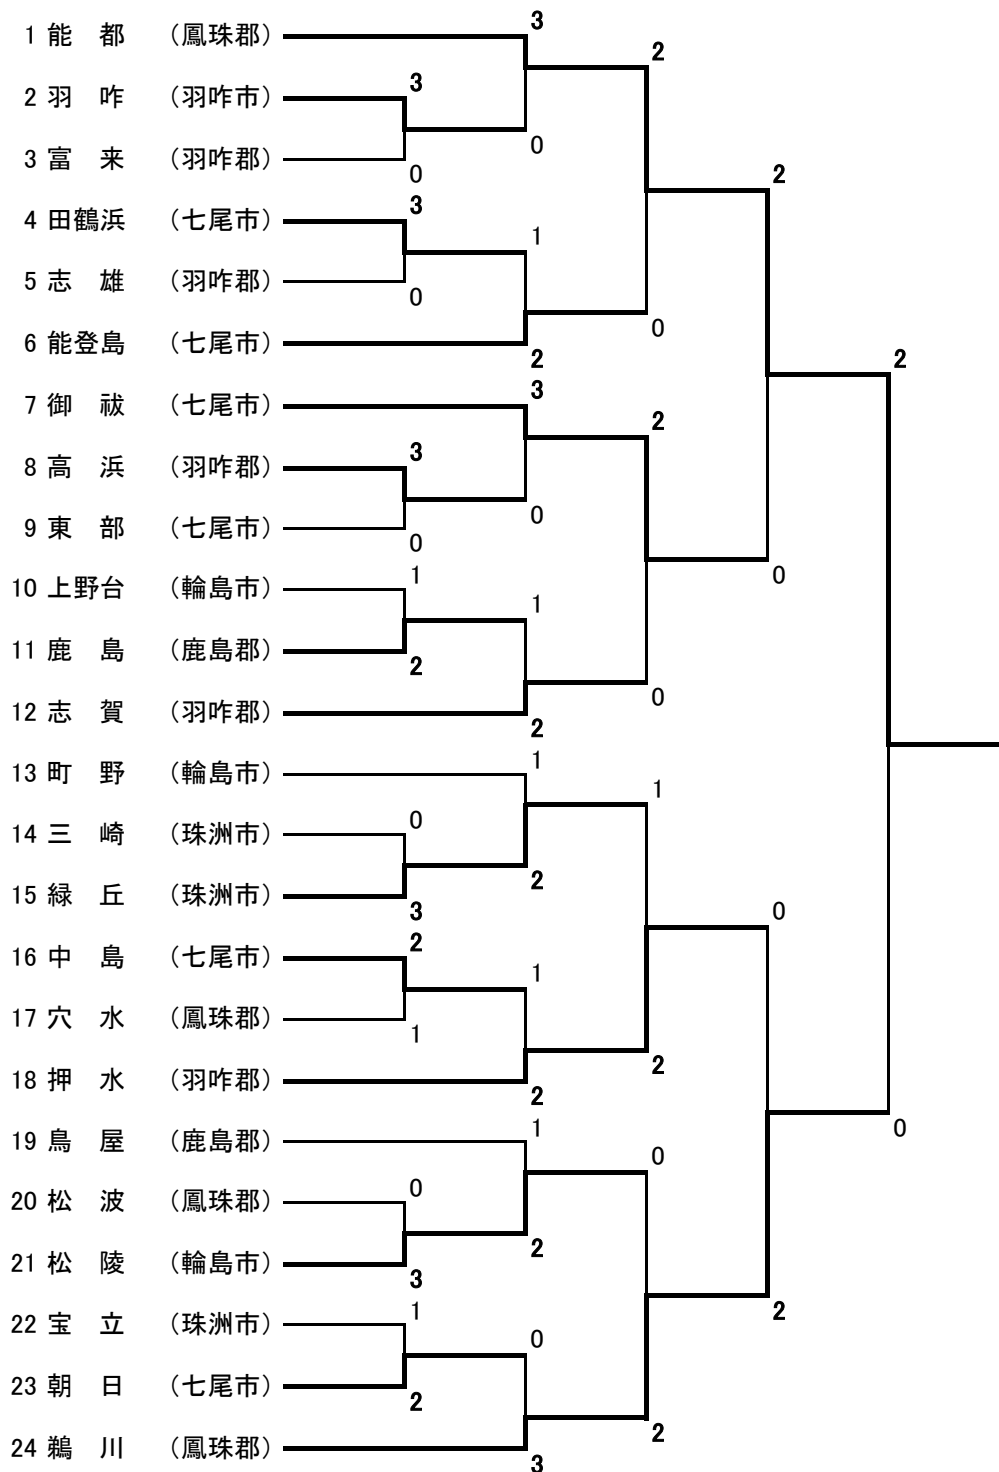 3
1 能　都 （鳳珠郡）
2
3
2 羽　咋 （羽咋市）
0
3 富　来 （羽咋郡）
0
2
3
4 田鶴浜 （七尾市）
1
5 志　雄 （羽咋郡）
0
0
6 能登島 （七尾市）
2
2
3
7 御　祓 （七尾市）
2
3
8 高　浜 （羽咋郡）
0
9 東　部 （七尾市）
0
1
0
10 上野台 （輪島市）
1
11 鹿　島 （鹿島郡）
2
0
12 志　賀 （羽咋郡）
2
1
13 町　野 （輪島市）
1
0
14 三　崎 （珠洲市）
2
15 緑　丘 （珠洲市）
3
0
2
16 中　島 （七尾市）
1
17 穴　水 （鳳珠郡）
1
2
18 押　水 （羽咋郡）
2
1
0
19 鳥　屋 （鹿島郡）
0
0
20 松　波 （鳳珠郡）
2
21 松　陵 （輪島市）
3
1
2
22 宝　立 （珠洲市）
0
23 朝　日 （七尾市）
2
2
24 鵜　川 （鳳珠郡）
3